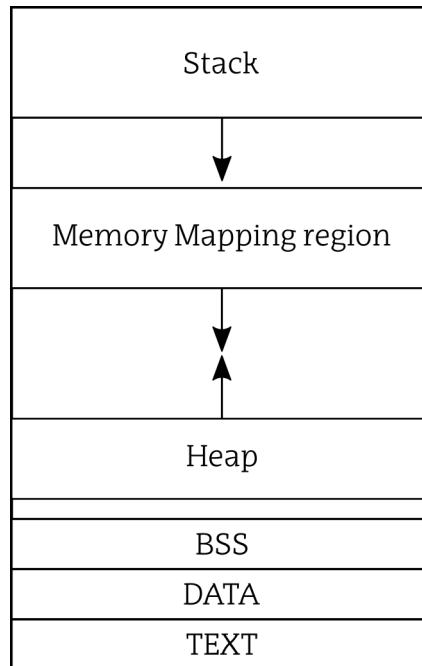 Stack
Memory Mapping region
Heap
BSS
DATA
TEXT